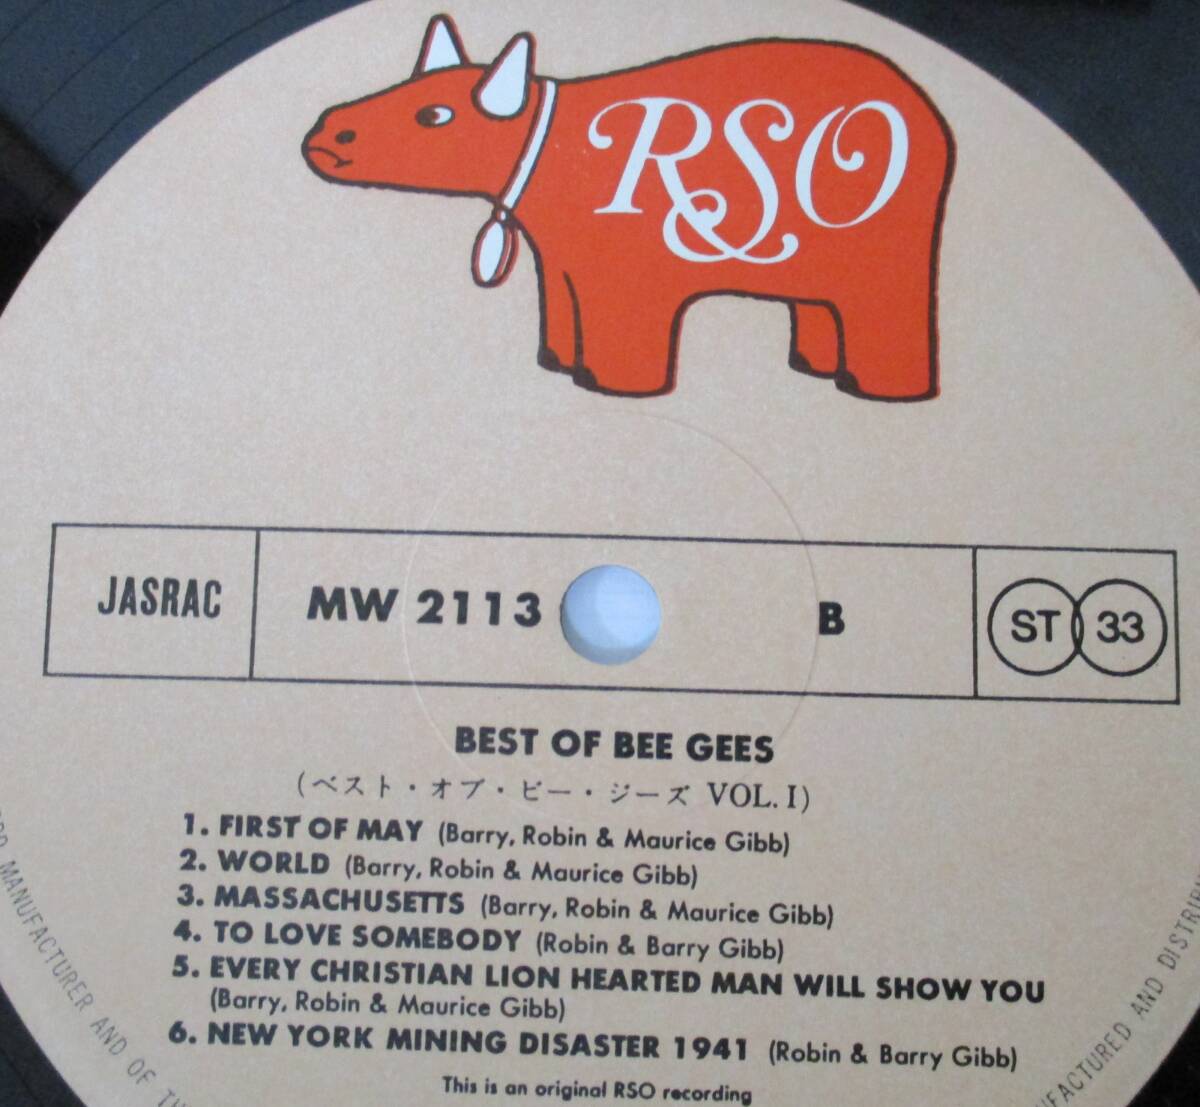 RSO
JASRAC
MW 2113
B
ST 33
BEST OF BEE GEES
(ベスト・オブ・ビー・ジーズ VOL. I)
1. FIRST OF MAY (Barry, Robin & Maurice Gibb)
2. WORLD (Barry, Robin & Maurice Gibb)
3. MASSACHUSETTS (Barry, Robin & Maurice Gibb)
4. TO LOVE SOMEBODY (Robin & Barry Gibb)
5. EVERY CHRISTIAN LION HEARTED MAN WILL SHOW YOU
(Barry, Robin & Maurice Gibb)
6. NEW YORK MINING DISASTER 1941 (Robin & Barry Gibb)
This is an original RSO recording
MANUFACTURER AND OF
AND